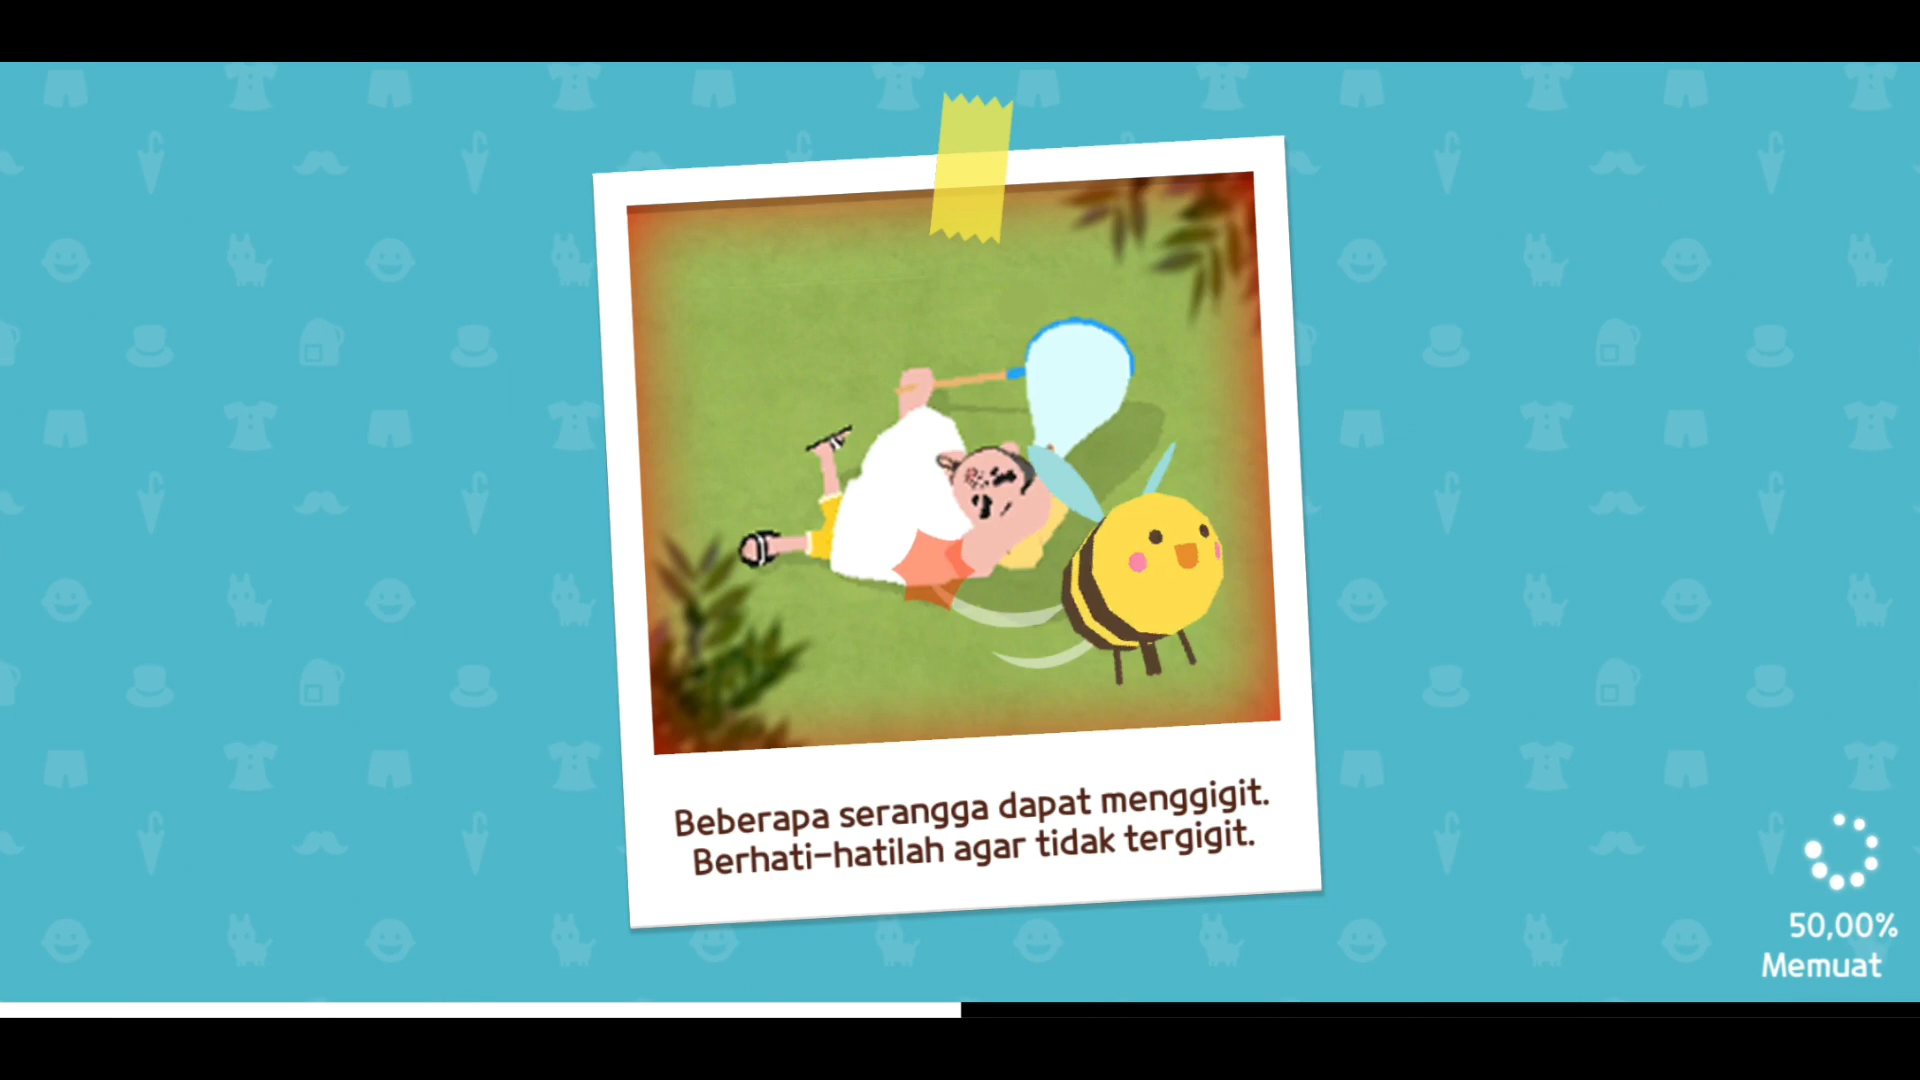 Beberapa serangga dapat menggigit.
Berhati-hatilah agar tidak tergigit.
50,00%
Memuat